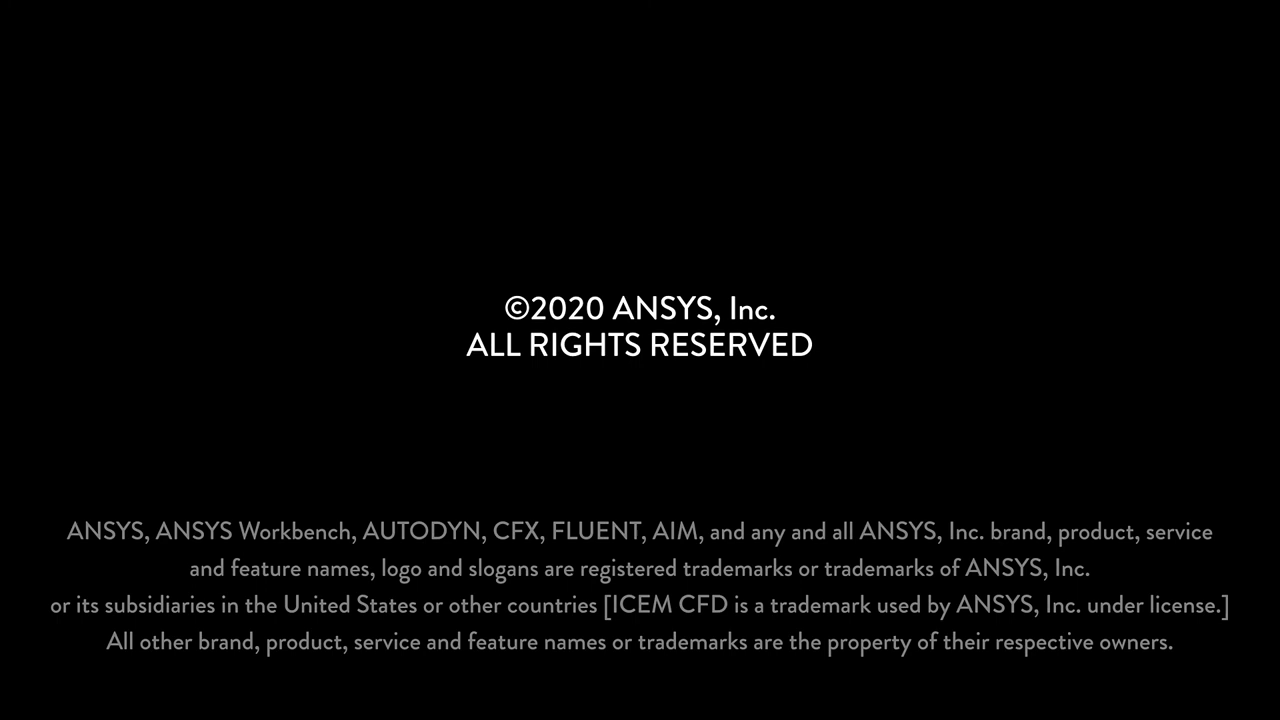 ©2020 ANSYS, Inc.
ALL RIGHTS RESERVED
ANSYS, ANSYS Workbench, AUTODYN, CFX, FLUENT, AIM, and any and all ANSYS, Inc. brand, product, service
and feature names, logo and slogans are registered trademarks or trademarks of ANSYS, Inc.
or its subsidiaries in the United States or other countries [ICEM CFD is a trademark used by ANSYS, Inc. under license.]
All other brand, product, service and feature names or trademarks are the property of their respective owners.